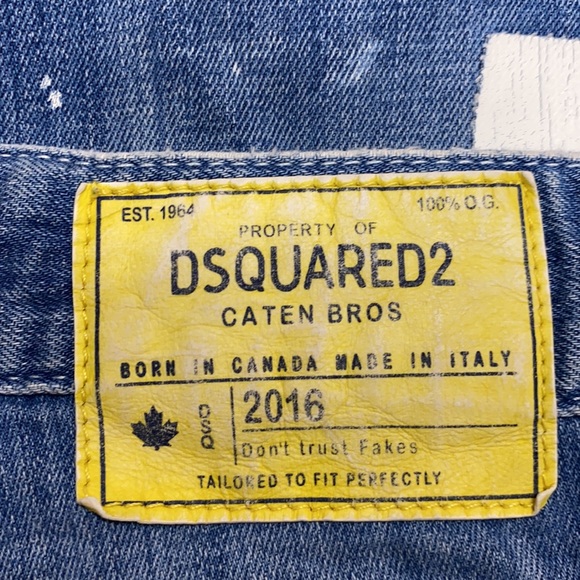 EST. 1964 100% O.G.
PROPERTY OF
DSQUARED2
CATEN BROS
BORN IN CANADA MADE IN ITALY
DSQ
2016
Don't trust Fakes
TAILORED TO FIT PERFECTLY